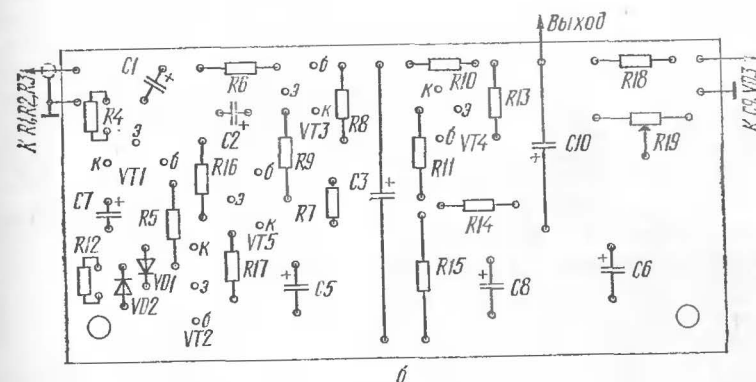 Выход
К R1,R2,R3
C1
+
R6
б
R10
R18
К C9,VD3
R4
э
C2
+
э
к
VT3
R8
к
э
R13
R19
к
б
VT1
R16
R9
C3
+
б
VT4
R11
C10
+
C7
+
R5
б
э
R7
R14
к
VT5
R12
VD1
VD2
к
э
R17
C5
+
R15
+
C8
+
C6
б
VT2
б